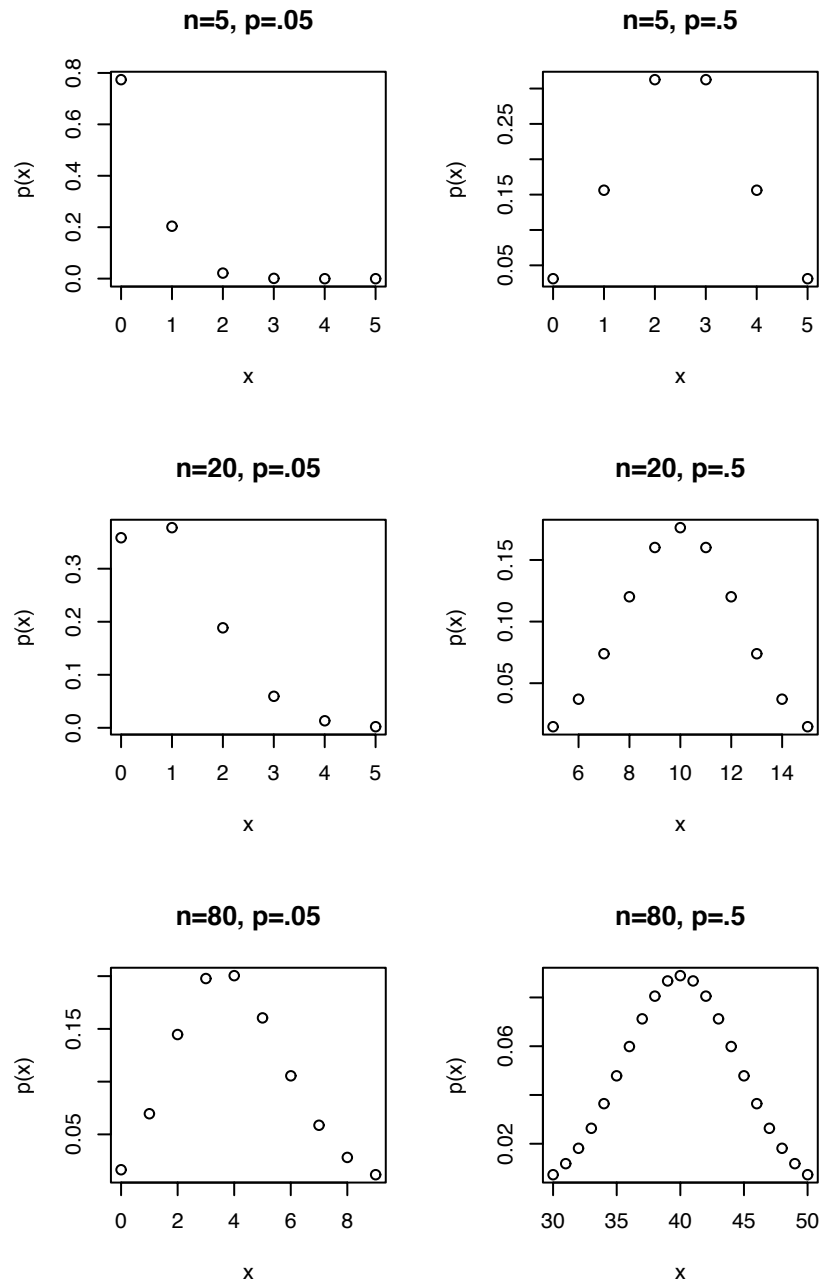 n=5, p=.05
0.8
0.6
0.4
0.2
0.0
p(x)
0 1 2 3 4 5
x
n=5, p=.5
0.25
0.15
0.05
p(x)
0 1 2 3 4 5
x
n=20, p=.05
0.3
0.2
0.1
0.0
p(x)
0 1 2 3 4 5
x
n=20, p=.5
0.15
0.10
0.05
p(x)
6 8 10 12 14
x
n=80, p=.05
0.15
0.05
p(x)
0 2 4 6 8
x
n=80, p=.5
0.06
0.02
p(x)
30 35 40 45 50
x